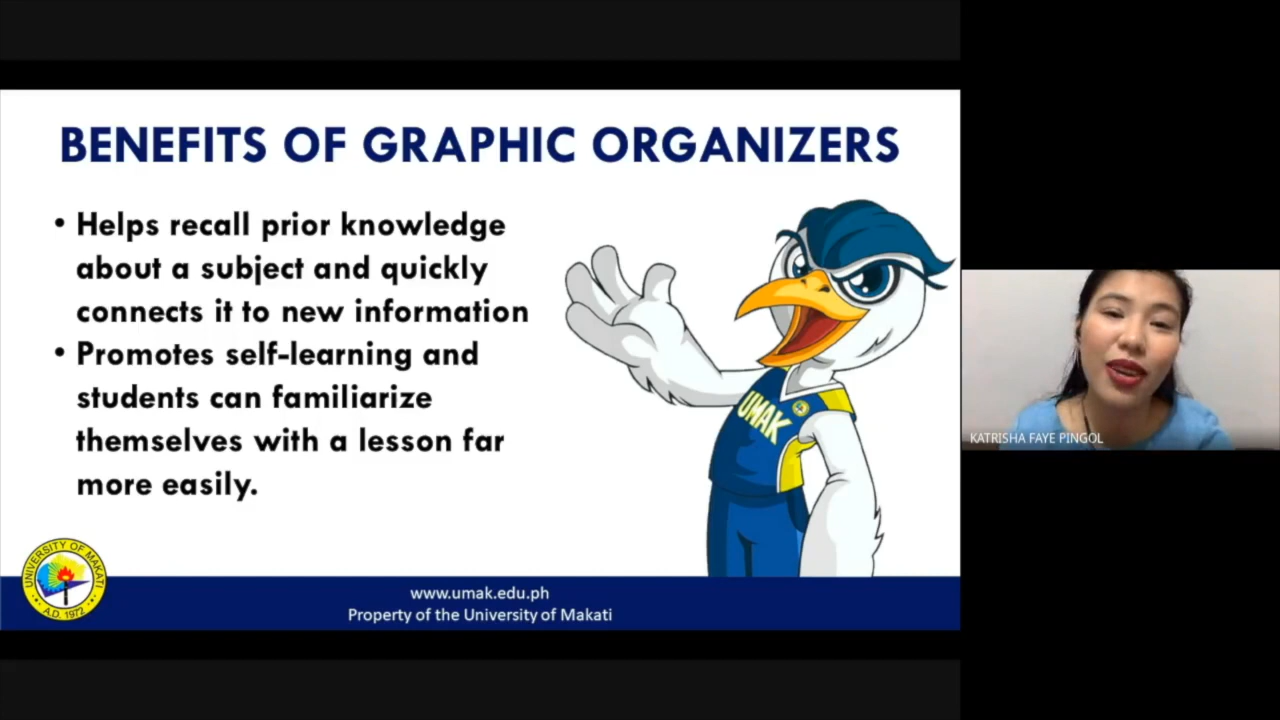 BENEFITS OF GRAPHIC ORGANIZERS
• Helps recall prior knowledge
about a subject and quickly
connects it to new information
• Promotes self-learning and
students can familiarize
themselves with a lesson far
more easily.
UMAK
KATRISHA FAYE PINGOL
UNIVERSITY OF MAKATI
A.D. 1972
www.umak.edu.ph
Property of the University of Makati